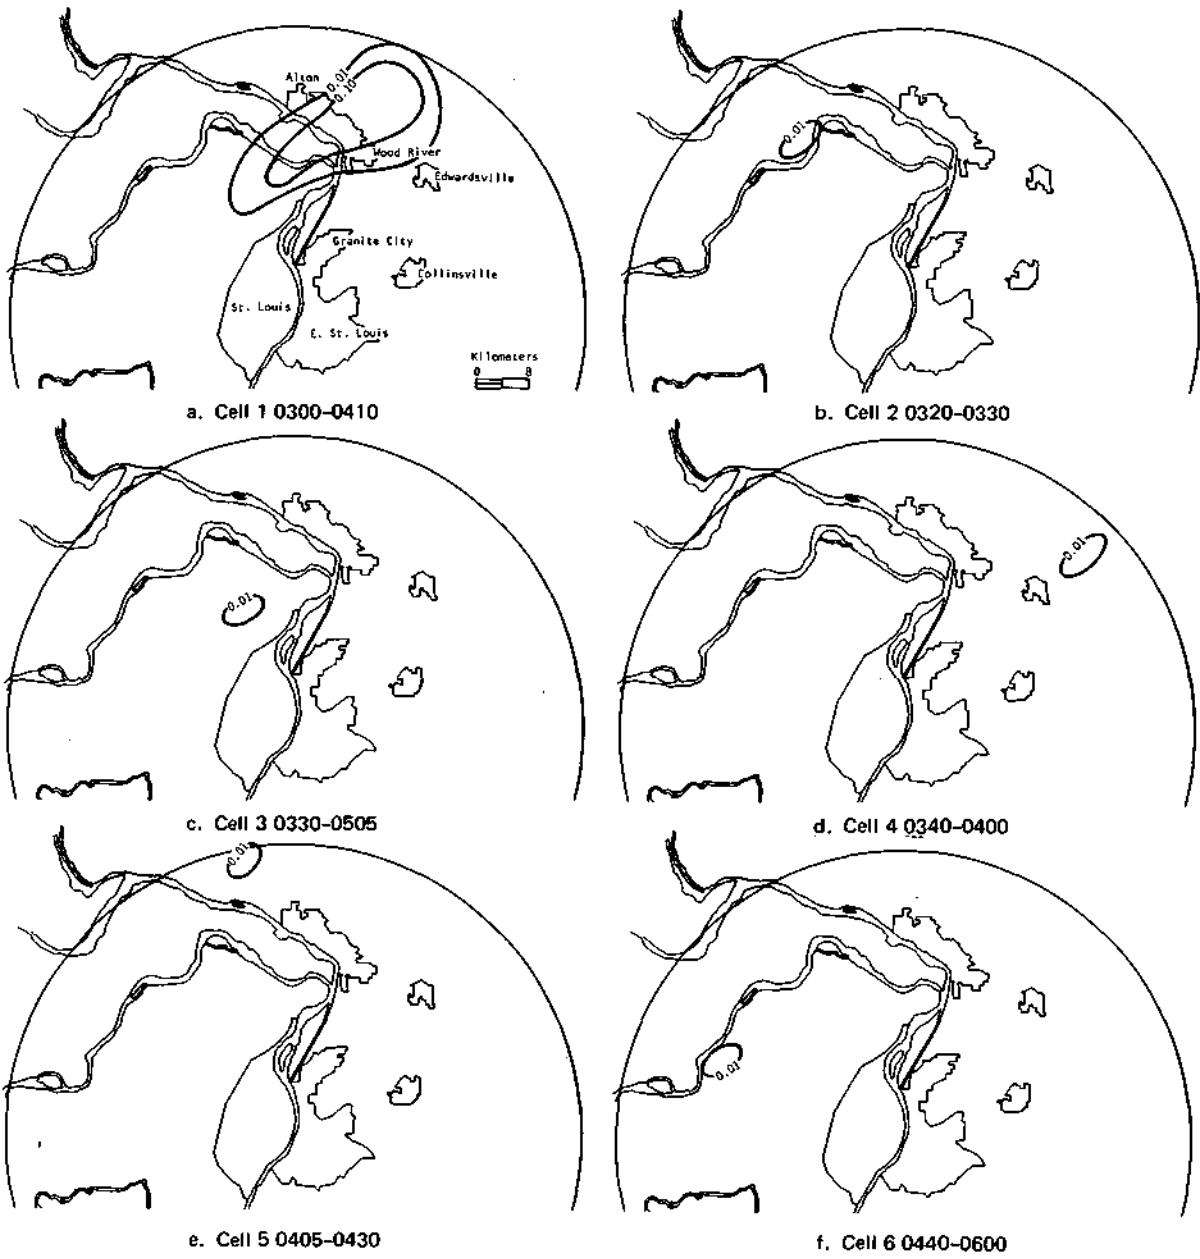 0.01
0.10
Alton
Wood River
Edwardsville
Granite City
Collinsville
St. Louis
E. St. Louis
Kilometers
0 8
a. Cell 1 0300-0410
0.01
b. Cell 2 0320-0330
0.01
c. Cell 3 0330-0505
0.01
d. Cell 4 0340-0400
0.01
e. Cell 5 0405-0430
0.01
f. Cell 6 0440-0600